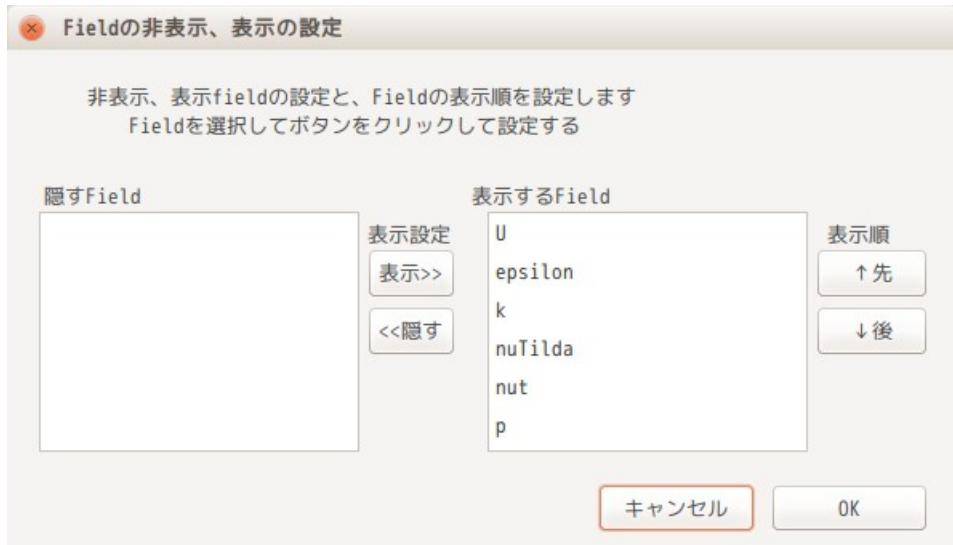 Fieldの非表示、表示の設定
非表示、表示fieldの設定と、Fieldの表示順を設定します
Fieldを選択してボタンをクリックして設定する
隠すField
表示設定
表示>>
<<隠す
表示するField
U
epsilon
k
nuTilda
nut
p
表示順
↑先
↓後
キャンセル
OK